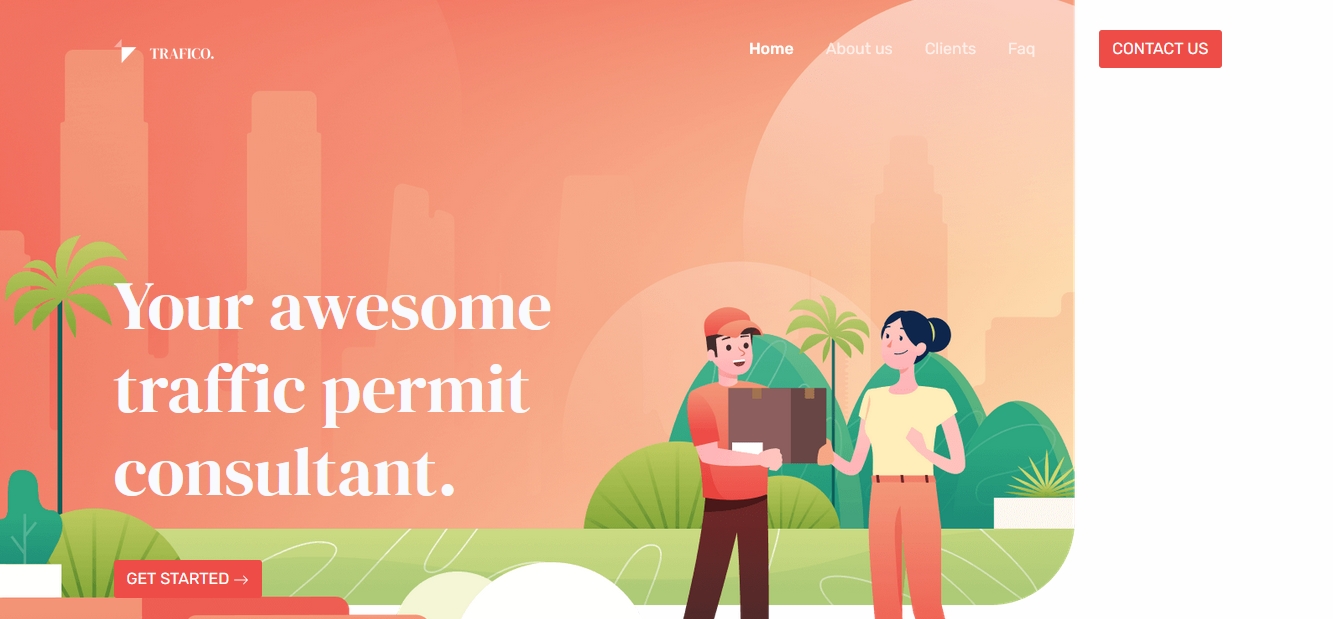 TRAFICO.
Home About us Clients Faq CONTACT US
Your awesome
traffic permit
consultant.
GET STARTED →